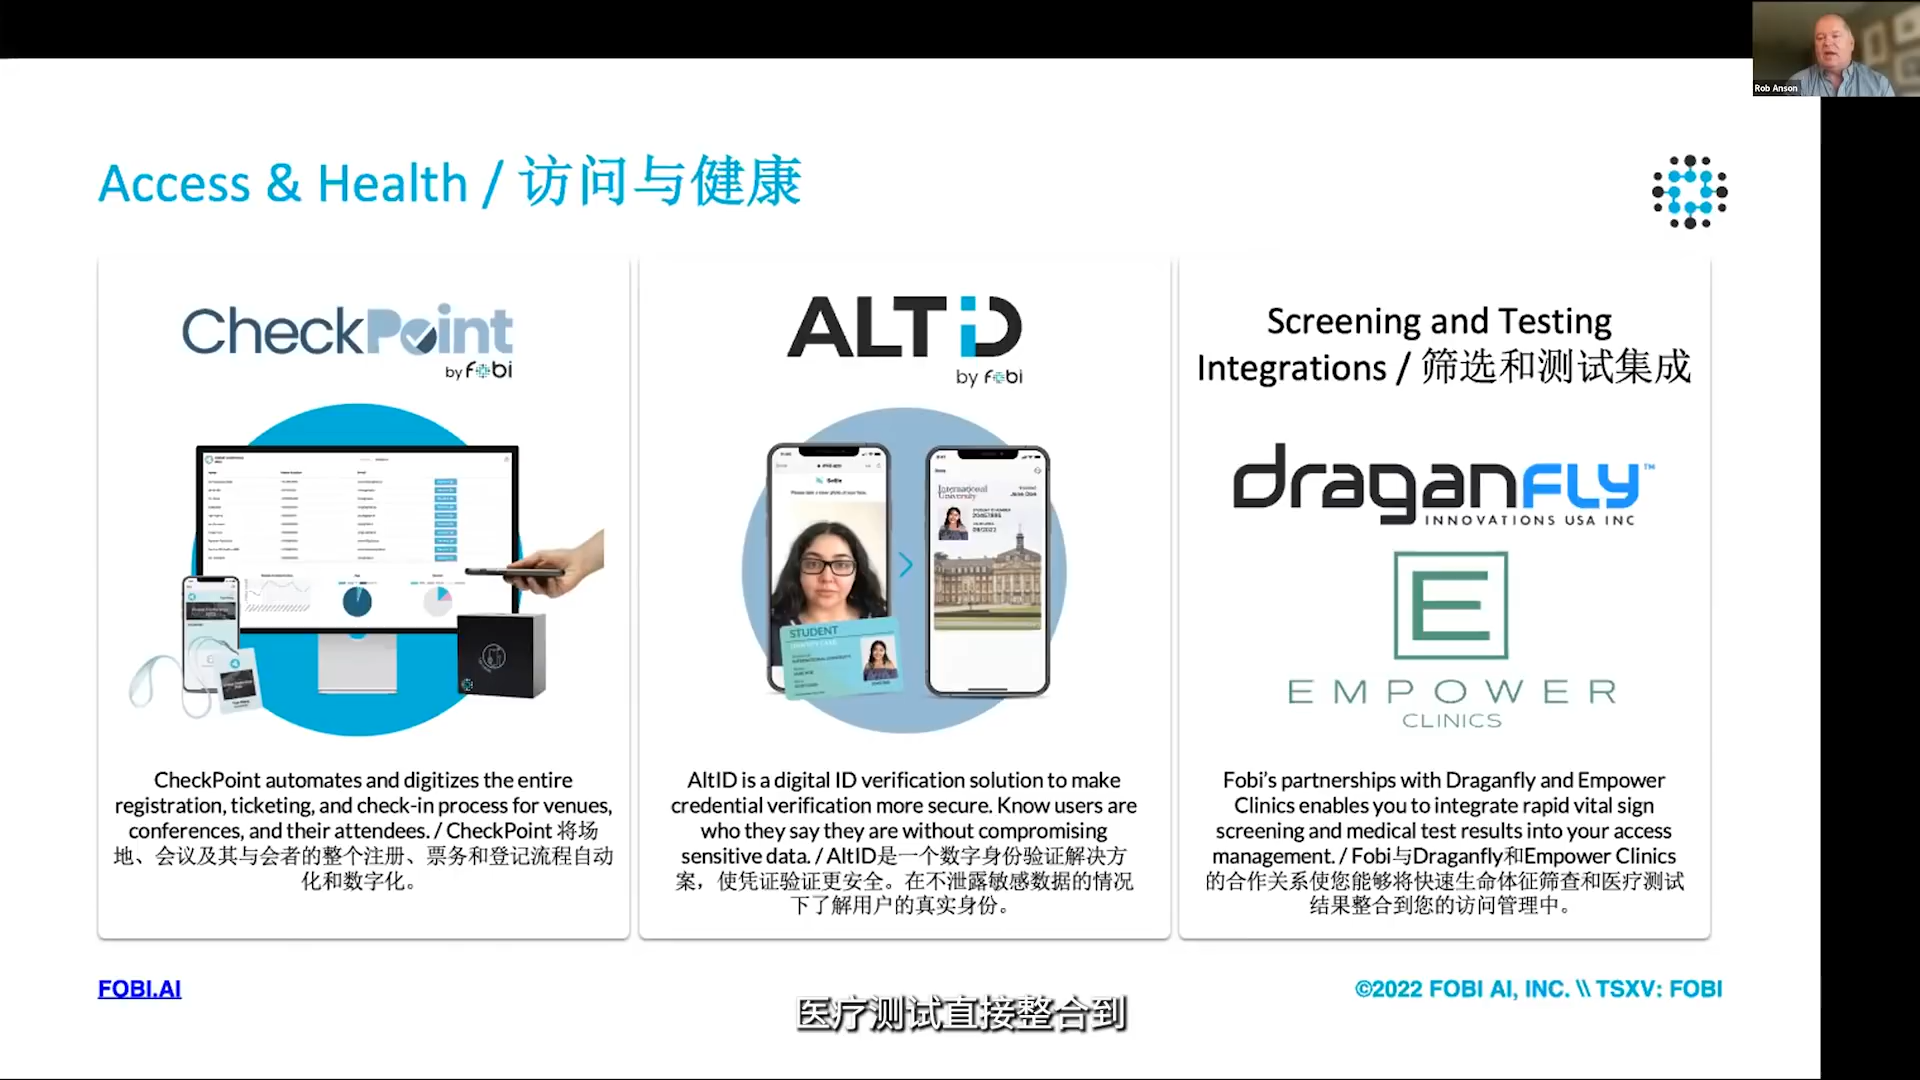 Rob Anson
Access & Health / 访问与健康
CheckPoint
by fobi
CheckPoint automates and digitizes the entire
registration, ticketing, and check-in process for venues,
conferences, and their attendees. / CheckPoint 将场
地、会议及其与会者的整个注册、票务和登记流程自动
化和数字化。
ALTiD
by fobi
Selfie
International
University
Jane Doe
STUDENT
AltID is a digital ID verification solution to make
credential verification more secure. Know users are
who they say they are without compromising
sensitive data. / AltID是一个数字身份验证解决方
案，使凭证验证更安全。在不泄露敏感数据的情况
下了解用户的真实身份。
Screening and Testing
Integrations / 筛选和测试集成
draganFLY™
INNOVATIONS USA INC
E
EMPOWER
CLINICS
Fobi's partnerships with Draganfly and Empower
Clinics enables you to integrate rapid vital sign
screening and medical test results into your access
management. / Fobi与Draganfly和Empower Clinics
的合作关系使您能够将快速生命体征筛查和医疗测试
结果整合到您的访问管理中。
FOBI.AI
©2022 FOBI AI, INC. \\ TSXV: FOBI
医疗测试直接整合到